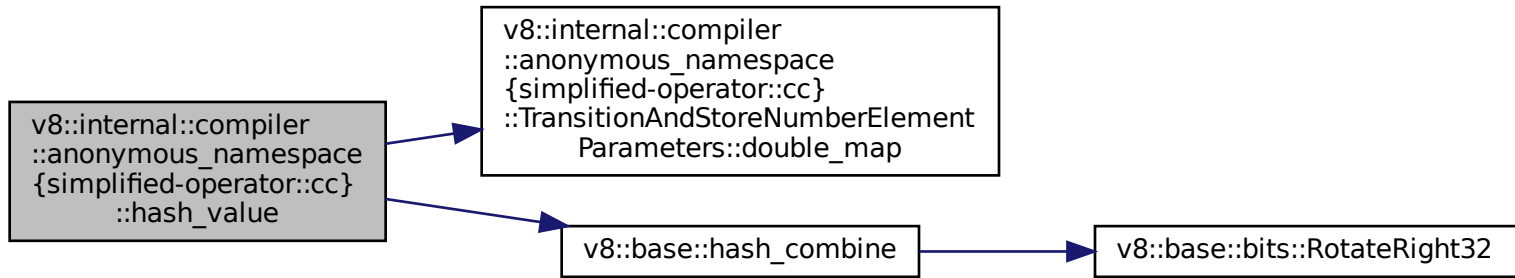 v8::internal::compiler
::anonymous_namespace
{simplified-operator::cc}
::hash_value
v8::internal::compiler
::anonymous_namespace
{simplified-operator::cc}
::TransitionAndStoreNumberElement
Parameters::double_map
v8::base::hash_combine
v8::base::bits::RotateRight32